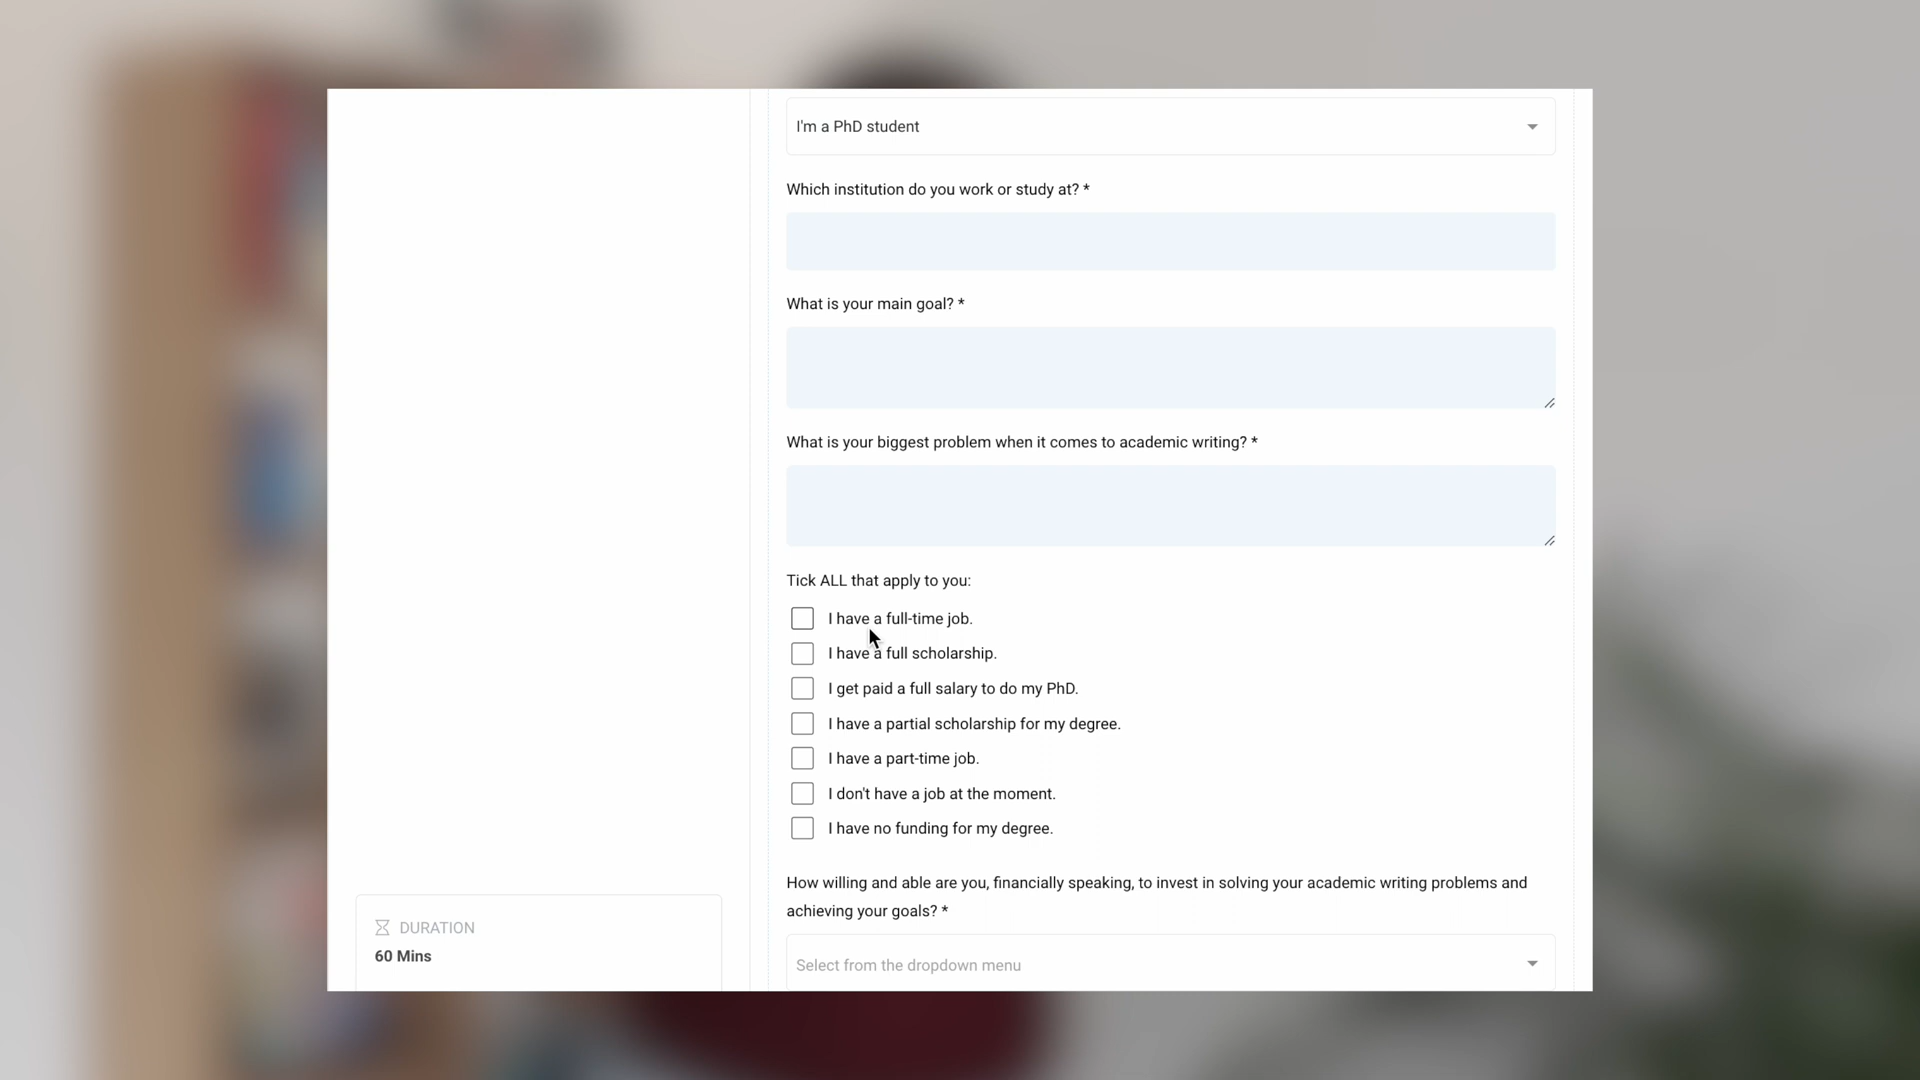 I'm a PhD student
Which institution do you work or study at? *
What is your main goal? *
What is your biggest problem when it comes to academic writing? *
Tick ALL that apply to you:
I have a full-time job.
I have a full scholarship.
I get paid a full salary to do my PhD.
I have a partial scholarship for my degree.
I have a part-time job.
I don't have a job at the moment.
I have no funding for my degree.
How willing and able are you, financially speaking, to invest in solving your academic writing problems and
achieving your goals? *
Select from the dropdown menu
DURATION
60 Mins